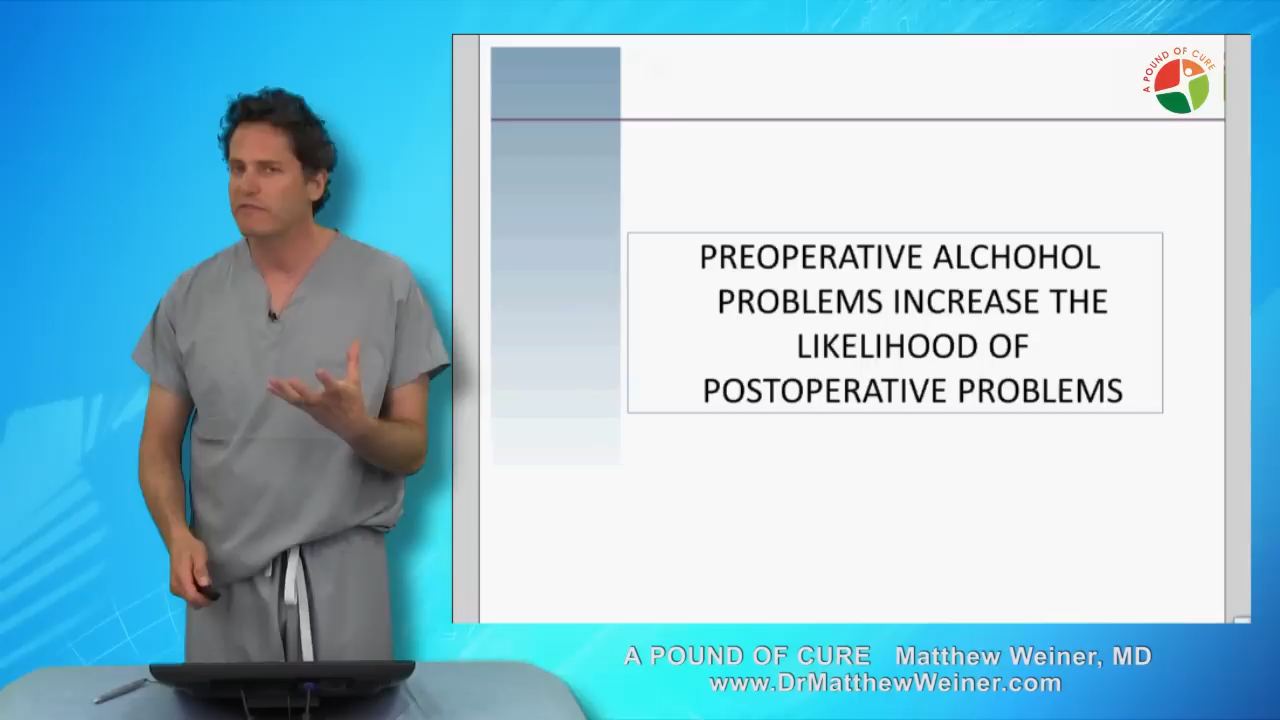 A POUND OF CURE
PREOPERATIVE ALCHOHOL
PROBLEMS INCREASE THE
LIKELIHOOD OF
POSTOPERATIVE PROBLEMS
A POUND OF CURE Matthew Weiner, MD
www.DrMatthewWeiner.com